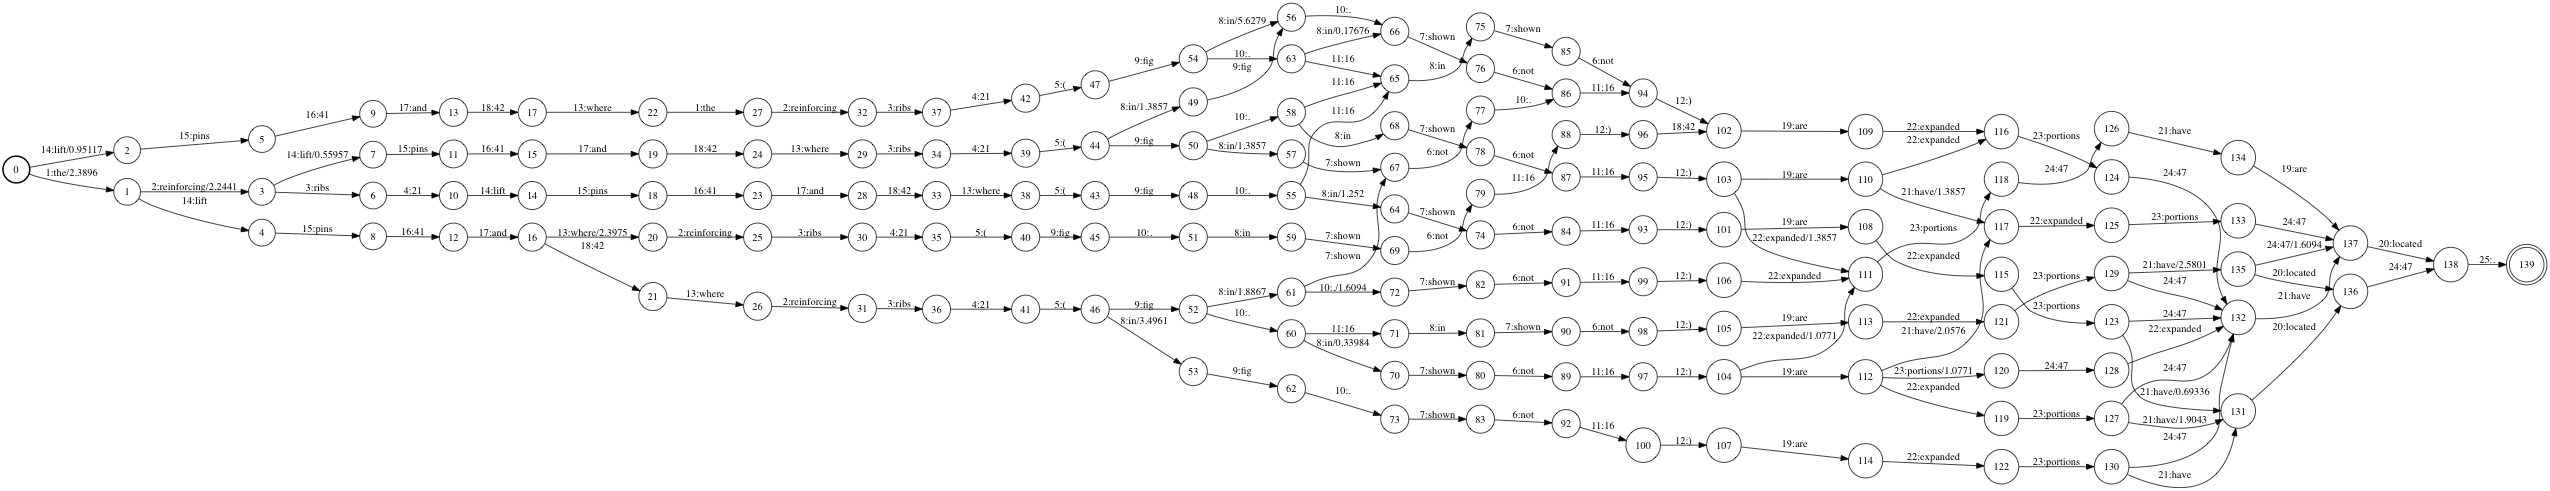 0
14:lift/0.95117
1:the/2.3896
2
15:pins
5
16:41
9
17:and
13
18:42
17
13:where
22
1:the
27
2:reinforcing
32
3:ribs
37
4:21
42
5:(
47
9:fig
54
8:in/5.6279
10:.
56
10:.
63
8:in/0.17676
11:16
66
7:shown
65
8:in
75
7:shown
85
6:not
76
6:not
86
11:16
94
12:)
1
2:reinforcing/2.2441
14:lift
3
14:lift/0.55957
3:ribs
7
15:pins
11
16:41
15
17:and
19
18:42
24
13:where
29
3:ribs
34
4:21
39
5:(
44
8:in/1.3857
9:fig
49
9:fig
50
10:.
8:in/1.3857
58
11:16
8:in
57
7:shown
68
7:shown
67
6:not
77
10:.
78
6:not
87
11:16
95
12:)
103
19:are
22:expanded/1.3857
6
4:21
10
14:lift
14
15:pins
18
16:41
23
17:and
28
18:42
33
13:where
38
5:(
43
9:fig
48
10:.
55
11:16
8:in/1.252
64
7:shown
74
6:not
84
11:16
93
12:)
101
19:are
108
22:expanded
79
11:16
88
12:)
96
18:42
102
19:are
109
22:expanded
116
23:portions
110
22:expanded
21:have/1.3857
4
15:pins
8
16:41
12
17:and
16
13:where/2.3975
18:42
20
2:reinforcing
25
3:ribs
30
4:21
35
5:(
40
9:fig
45
10:.
51
8:in
59
7:shown
69
6:not
21
13:where
26
2:reinforcing
31
3:ribs
36
4:21
41
5:(
46
9:fig
8:in/3.4961
52
8:in/1.8867
10:.
61
7:shown
10:./1.6094
72
7:shown
82
6:not
91
11:16
99
12:)
106
22:expanded
111
23:portions
60
11:16
8:in/0.33984
71
8:in
81
7:shown
90
6:not
98
12:)
105
19:are
113
22:expanded
121
23:portions
70
7:shown
80
6:not
89
11:16
97
12:)
104
22:expanded/1.0771
19:are
112
21:have/2.0576
23:portions/1.0771
22:expanded
53
9:fig
62
10:.
73
7:shown
83
6:not
92
11:16
100
12:)
107
19:are
114
22:expanded
122
23:portions
130
24:47
21:have
118
24:47
126
21:have
134
19:are
124
24:47
117
22:expanded
125
23:portions
133
24:47
115
23:portions
123
24:47
21:have/0.69336
129
21:have/2.5801
24:47
135
24:47/1.6094
20:located
120
24:47
128
22:expanded
119
23:portions
127
24:47
21:have/1.9043
132
21:have
131
20:located
137
20:located
136
24:47
138
25:.
139